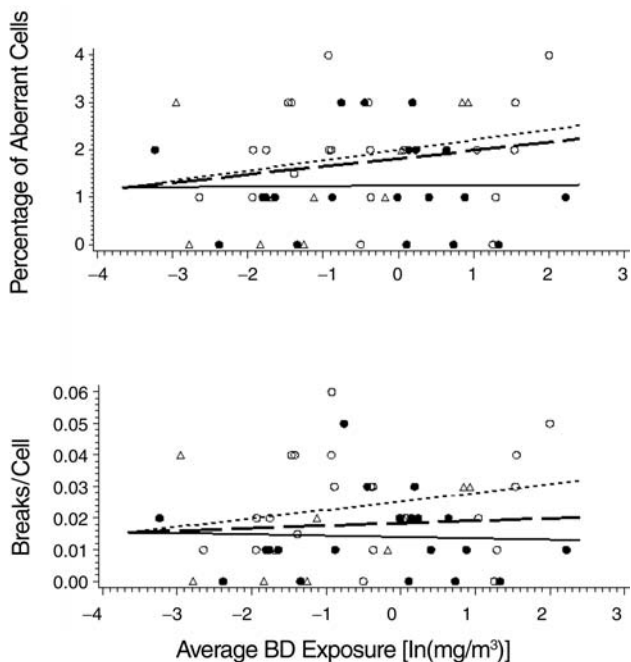 Percentage of Aberrant Cells
4
3
2
1
0
−4 −3 −2 −1 0 1 2 3
Breaks/Cell
0.06
0.05
0.04
0.03
0.02
0.01
0.00
−4 −3 −2 −1 0 1 2 3
Average BD Exposure [ln(mg/m³)]